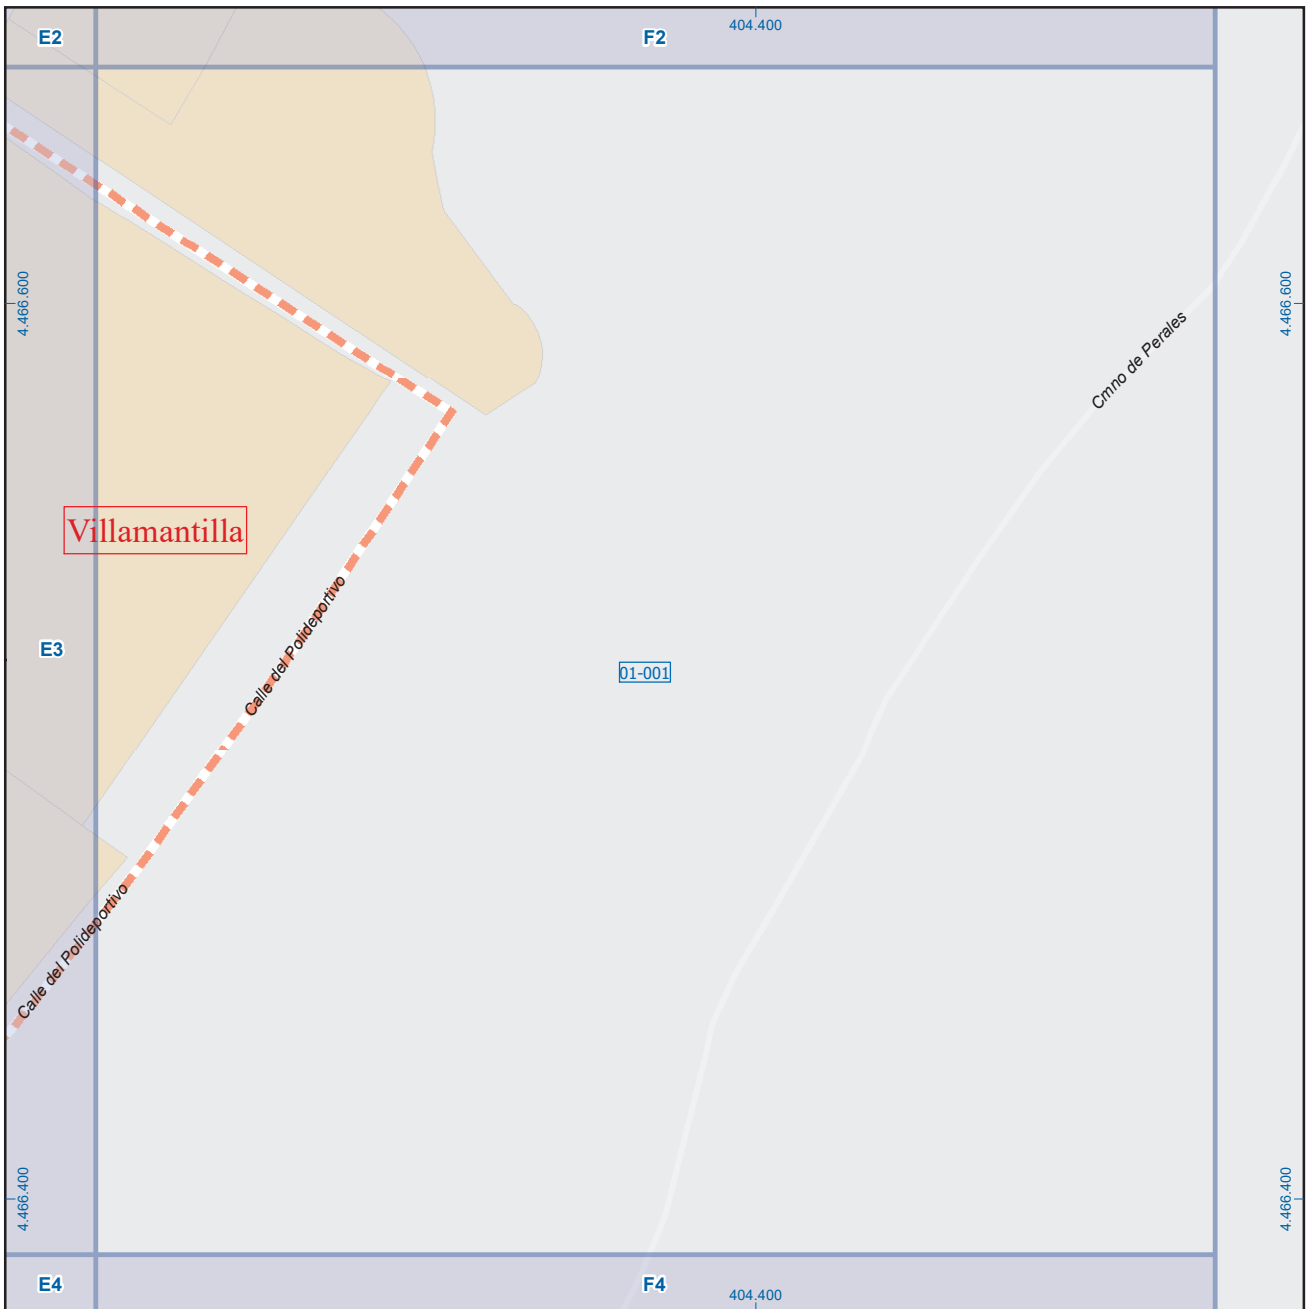 404.400
E2
F2
4.466.600
4.466.600
Cmno de Perales
Villamantilla
Calle del Polideportivo
E3
01-001
Calle del Polideportivo
4.466.400
4.466.400
E4
F4
404.400